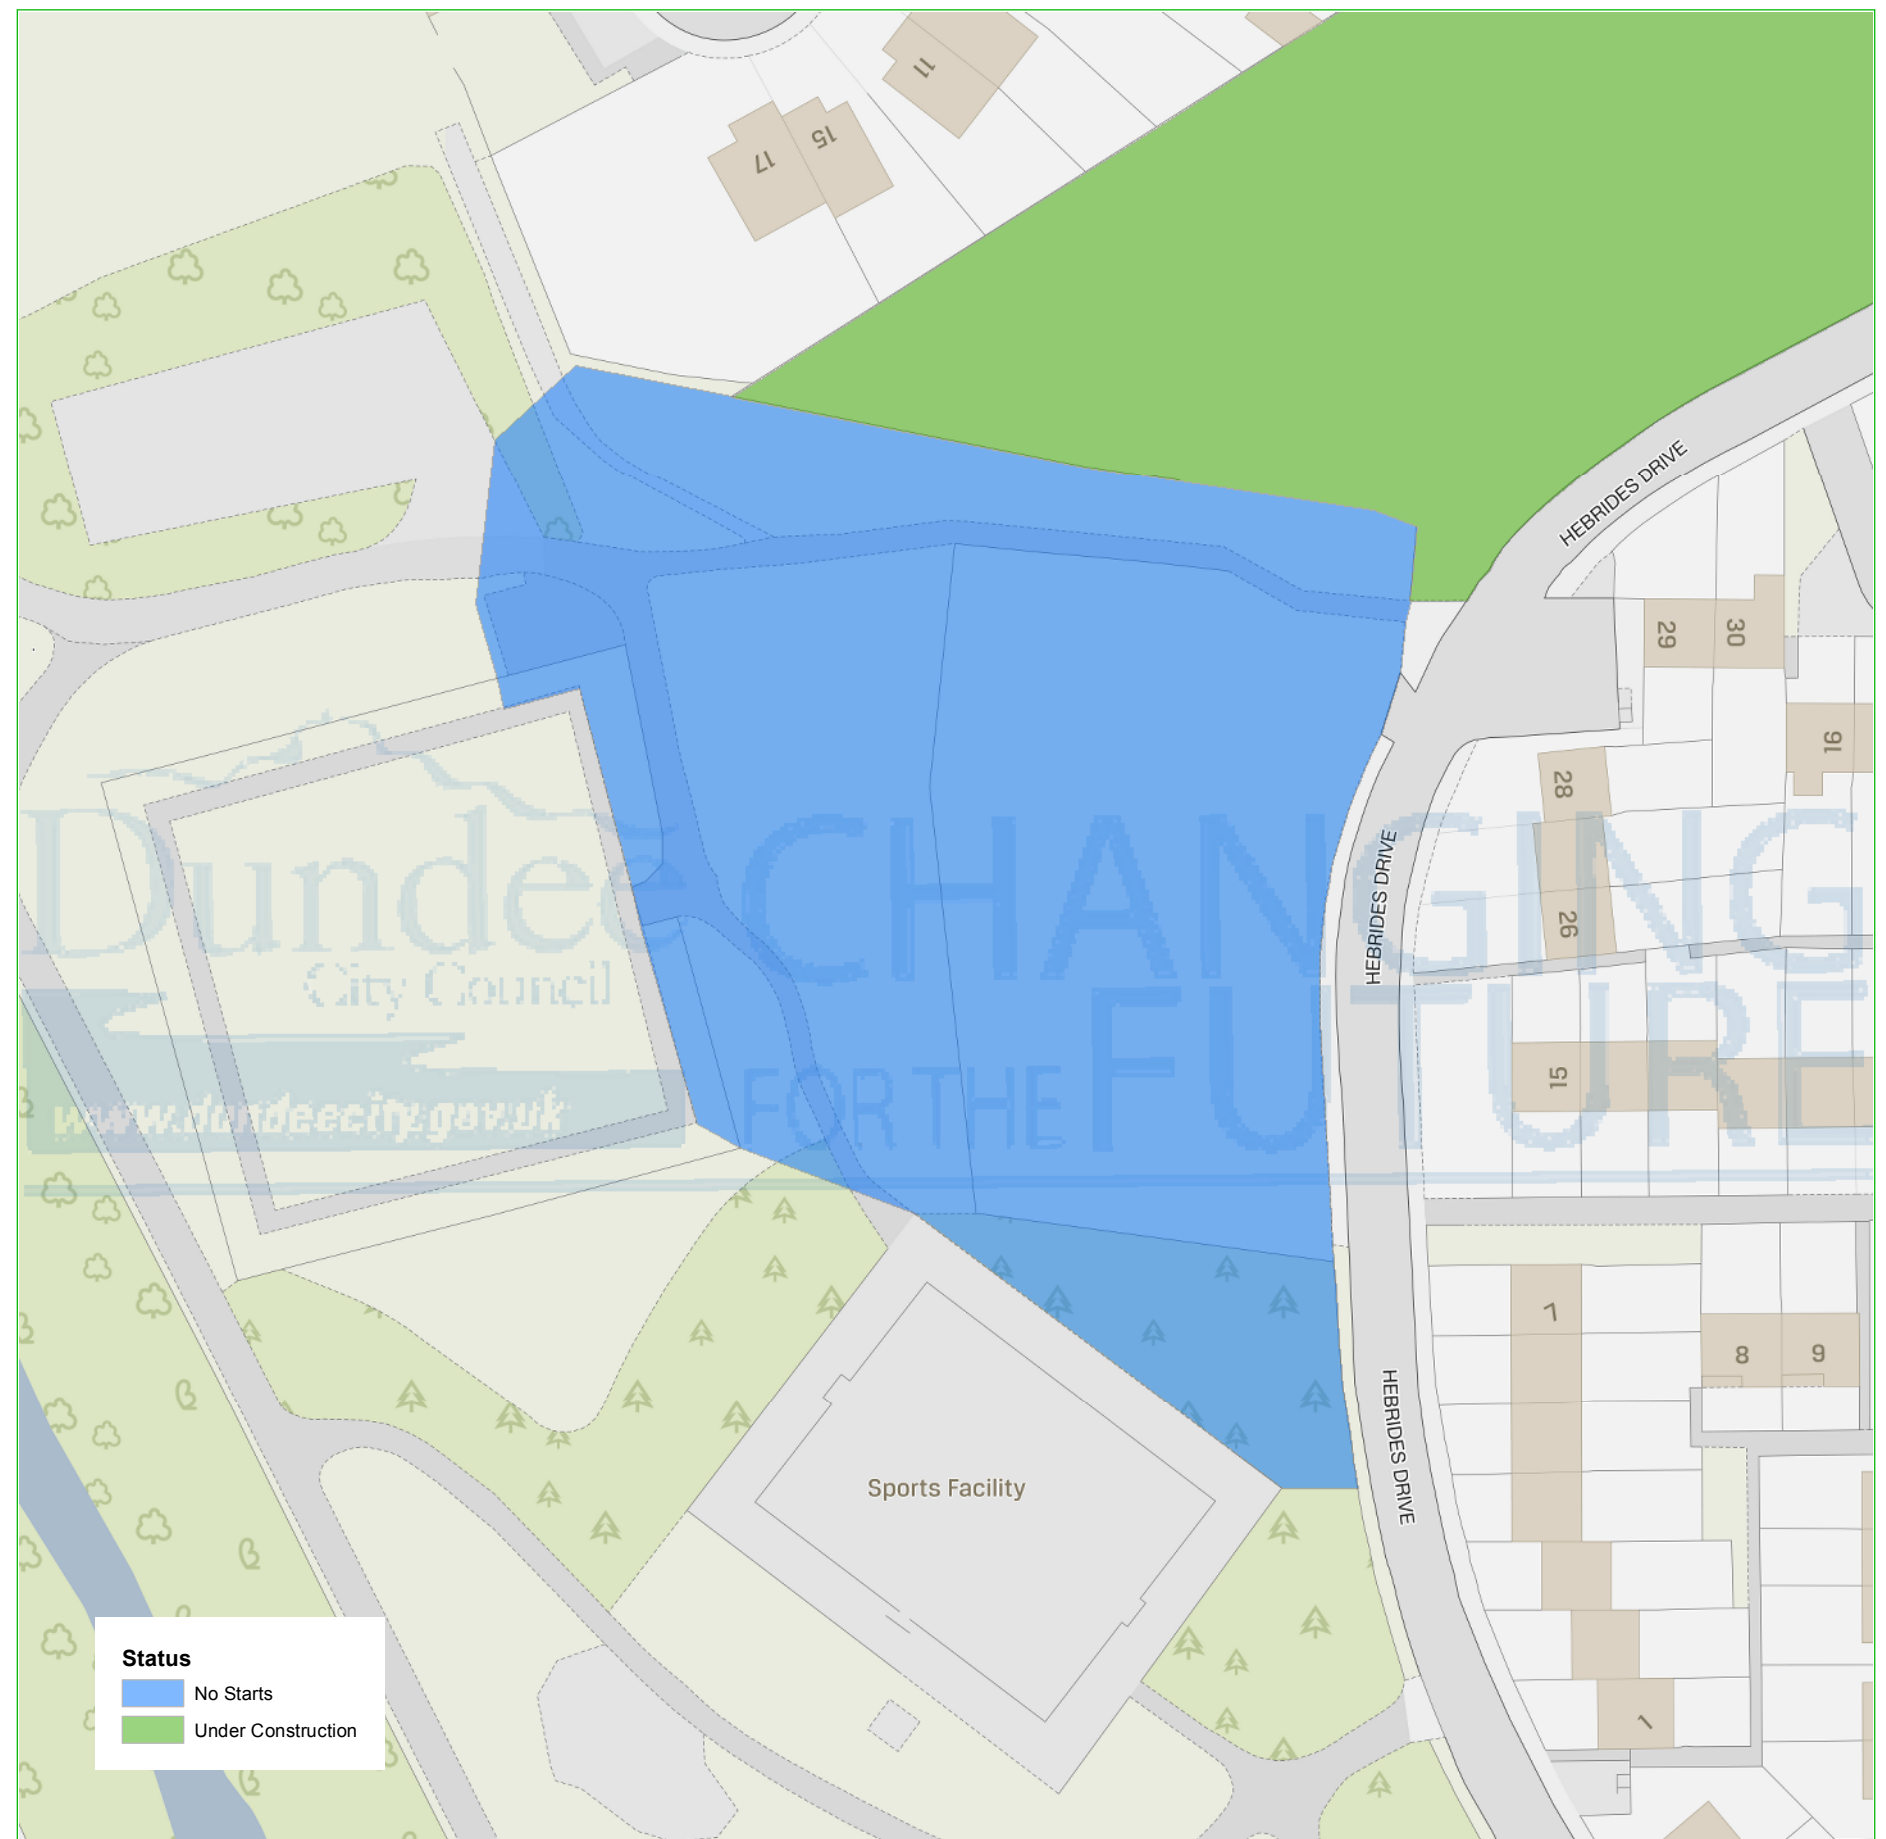 11
15
17
HEBRIDES DRIVE
29
30
16
28
HEBRIDES DRIVE
26
Dundee
City Council
www.dundeecity.gov.uk
CHANGING
FOR THE FUTURE
15
7
8
9
HEBRIDES DRIVE
Sports Facility
1
Status
No Starts
Under Construction